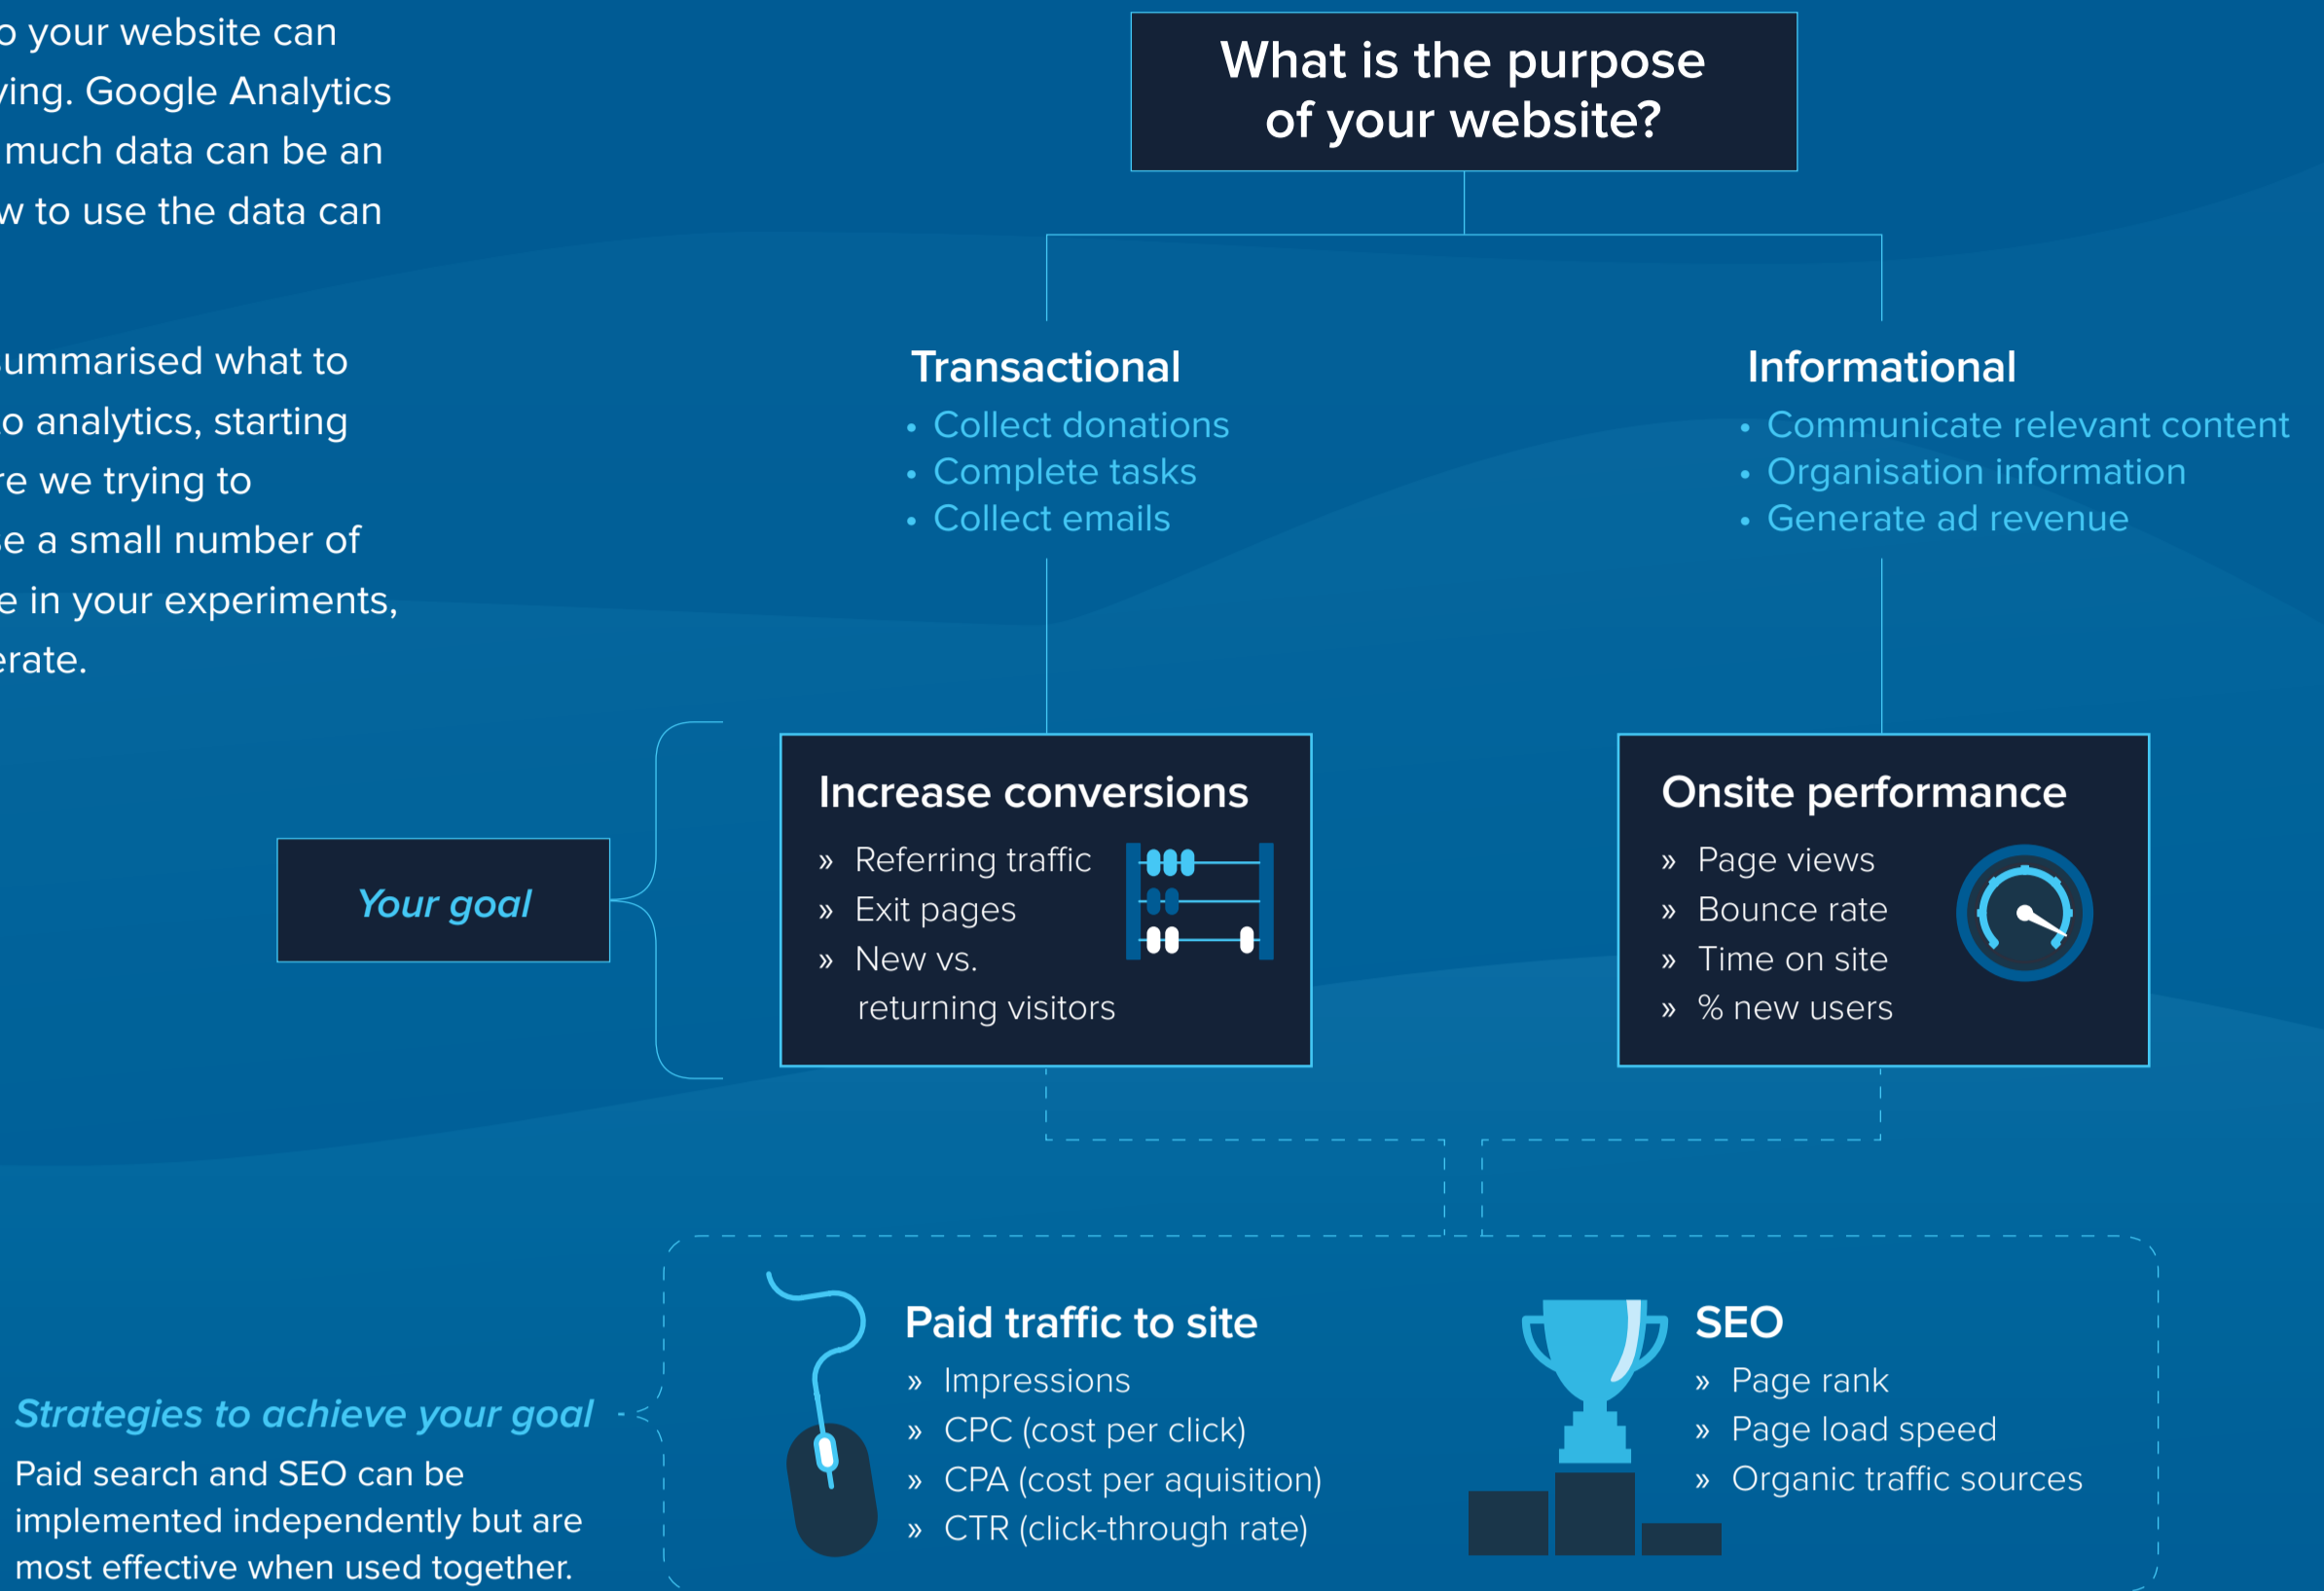 your website can
Google Analytics
much data can be an
to use the data can
summarised what to
analytics, starting
we trying to
a small number of
in your experiments,
What is the purpose
of your website?
Transactional
• Collect donations
• Complete tasks
• Collect emails
Informational
• Communicate relevant content
• Organisation information
• Generate ad revenue
Your goal
Increase conversions
» Referring traffic
» Exit pages
» New vs.
returning visitors
Onsite performance
» Page views
» Bounce rate
» Time on site
» % new users
Strategies to achieve your goal
Paid search and SEO can be
implemented independently but are
most effective when used together.
Paid traffic to site
» Impressions
» CPC (cost per click)
» CPA (cost per aquisition)
» CTR (click-through rate)
SEO
» Page rank
» Page load speed
» Organic traffic sources